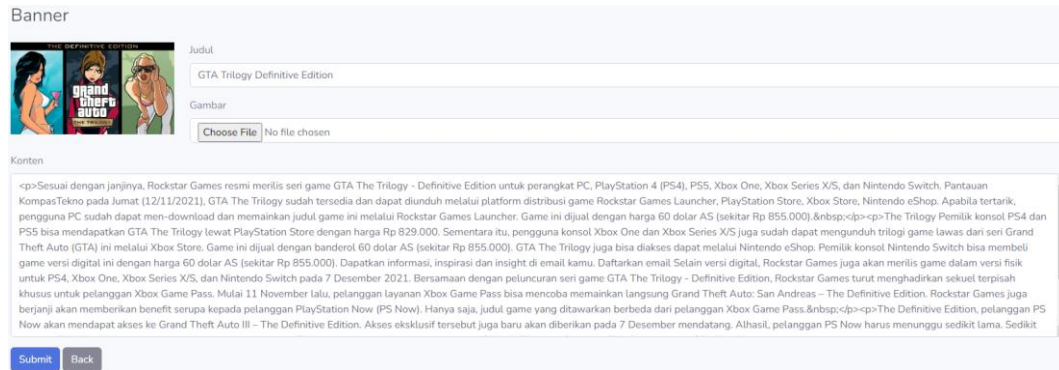 Banner
THE DEFINITIVE EDITION
grand
theft
auto
THE TRILOGY
Judul
GTA Trilogy Definitive Edition
Gambar
Choose File No file chosen
Konten
<p>Sesuai dengan janjinya, Rockstar Games resmi merilis seri game GTA The Trilogy - Definitive Edition untuk perangkat PC, PlayStation 4 (PS4), PS5, Xbox One, Xbox Series X/S, dan Nintendo Switch. Pantauan
KompasTekno pada Jumat (12/11/2021), GTA The Trilogy sudah tersedia dan dapat diunduh melalui platform distribusi game Rockstar Games Launcher, PlayStation Store, Xbox Store, Nintendo eShop. Apabila tertarik,
pengguna PC sudah dapat men-download dan memainkan judul game ini melalui Rockstar Games Launcher. Game ini dijual dengan harga 60 dolar AS (sekitar Rp 855.000).&nbsp;</p><p>The Trilogy Pemilik konsol PS4 dan
PS5 bisa mendapatkan GTA The Trilogy lewat PlayStation Store dengan harga Rp 829.000. Sementara itu, pengguna konsol Xbox One dan Xbox Series X/S juga sudah dapat mengunduh trilogi game lawas dari seri Grand
Theft Auto (GTA) ini melalui Xbox Store. Game ini dijual dengan banderol 60 dolar AS (sekitar Rp 855.000). GTA The Trilogy juga bisa diakses dapat melalui Nintendo eShop. Pemilik konsol Nintendo Switch bisa membeli
game versi digital ini dengan harga 60 dolar AS (sekitar Rp 855.000). Dapatkan informasi, inspirasi dan insight di email kamu. Daftarkan email Selain versi digital, Rockstar Games juga akan merilis game dalam versi fisik
untuk PS4, Xbox One, Xbox Series X/S, dan Nintendo Switch pada 7 Desember 2021. Bersamaan dengan peluncuran seri game GTA The Trilogy - Definitive Edition, Rockstar Games turut menghadirkan sekuel terpisah
khusus untuk pelanggan Xbox Game Pass. Mulai 11 November lalu, pelanggan layanan Xbox Game Pass bisa mencoba memainkan langsung Grand Theft Auto: San Andreas – The Definitive Edition. Rockstar Games juga
berjanji akan memberikan benefit serupa kepada pelanggan PlayStation Now (PS Now). Hanya saja, judul game yang ditawarkan berbeda dari pelanggan Xbox Game Pass.&nbsp;</p><p>The Definitive Edition, pelanggan PS
Now akan mendapat akses ke Grand Theft Auto III – The Definitive Edition. Akses eksklusif tersebut juga baru akan diberikan pada 7 Desember mendatang. Alhasil, pelanggan PS Now harus menunggu sedikit lama. Sedikit
Submit Back